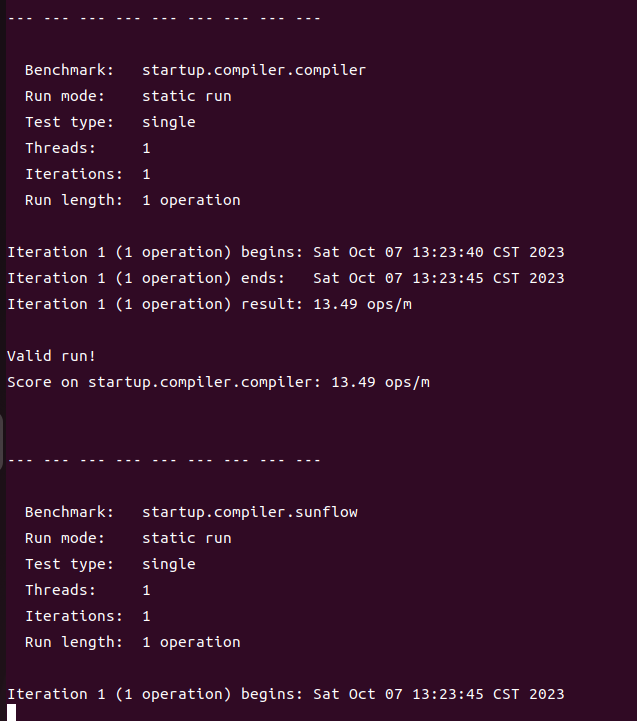 --- --- --- --- --- --- --- --- ---
Benchmark: startup.compiler.compiler
Run mode: static run
Test type: single
Threads: 1
Iterations: 1
Run length: 1 operation
Iteration 1 (1 operation) begins: Sat Oct 07 13:23:40 CST 2023
Iteration 1 (1 operation) ends: Sat Oct 07 13:23:45 CST 2023
Iteration 1 (1 operation) result: 13.49 ops/m
Valid run!
Score on startup.compiler.compiler: 13.49 ops/m
--- --- --- --- --- --- --- --- ---
Benchmark: startup.compiler.sunflow
Run mode: static run
Test type: single
Threads: 1
Iterations: 1
Run length: 1 operation
Iteration 1 (1 operation) begins: Sat Oct 07 13:23:45 CST 2023